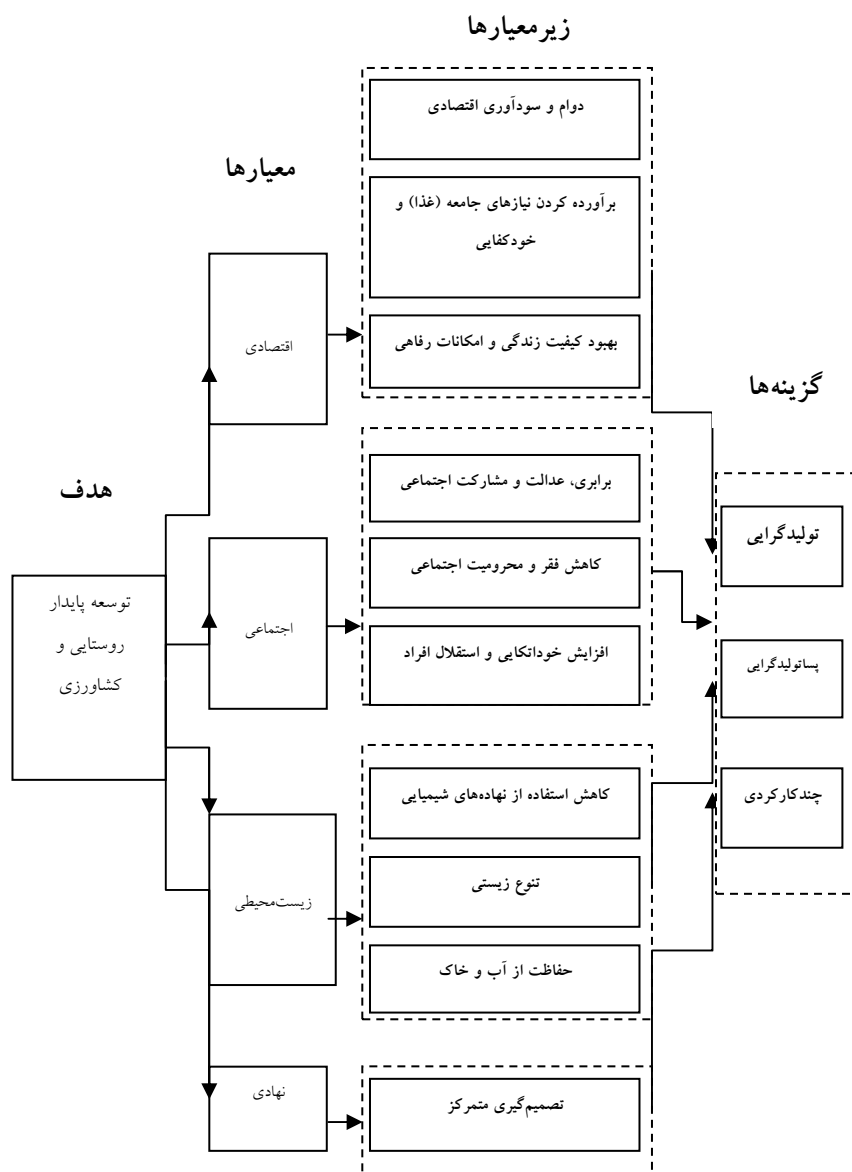 زیرمعیارها
دوام و سودآوری اقتصادی
معیارها
برآورده کردن نیازهای جامعه (غذا) و
خودکفایی
اقتصادی
بهبود کیفیت زندگی و امکانات رفاهی
گزینه‌ها
برابری، عدالت و مشارکت اجتماعی
هدف
تولیدگرایی
کاهش فقر و محرومیت اجتماعی
توسعه پایدار
روستایی و
کشاورزی
اجتماعی
افزایش خوداتکایی و استقلال افراد
پساتولیدگرایی
کاهش استفاده از نهاده‌های شیمیایی
چندکارکردی
تنوع زیستی
زیست‌محیطی
حفاظت از آب و خاک
نهادی
تصمیم‌گیری متمرکز